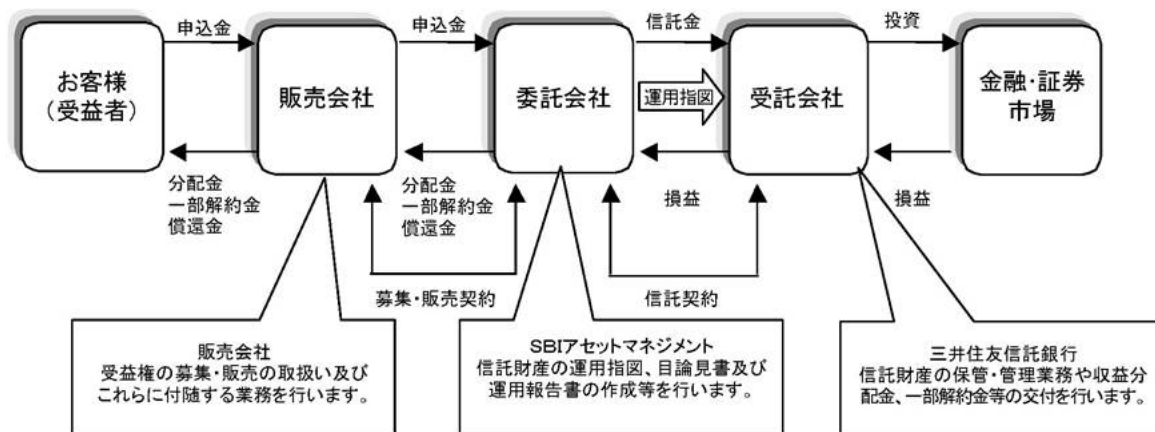 申込金
申込金
信託金
投資
お客様
(受益者)
販売会社
委託会社
運用指図
受託会社
金融・証券
市場
分配金
一部解約金
償還金
分配金
一部解約金
償還金
損益
損益
募集・販売契約
信託契約
販売会社
受益権の募集・販売の取扱い及び
これらに付随する業務を行います。
SBIアセットマネジメント
信託財産の運用指図、目論見書及び
運用報告書の作成等を行います。
三井住友信託銀行
信託財産の保管・管理業務や収益分
配金、一部解約金等の交付を行います。